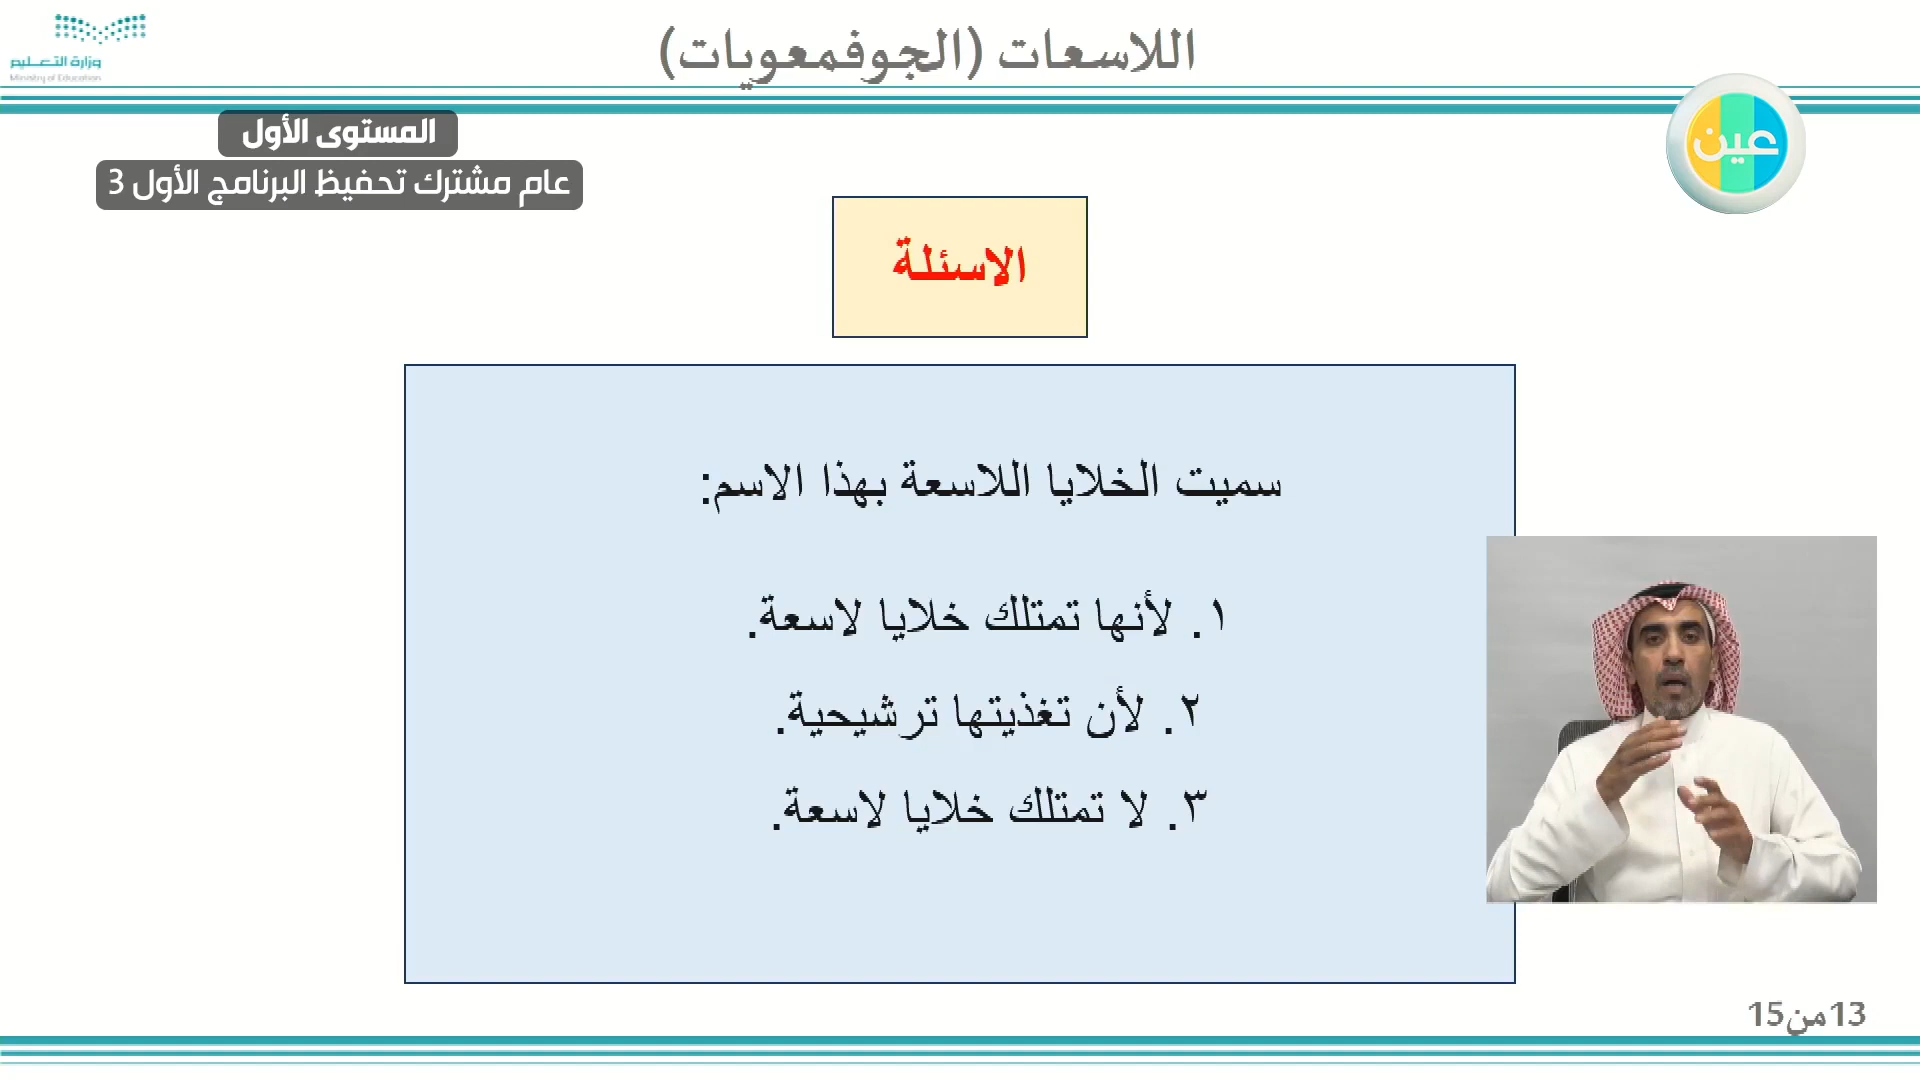 اللاسعات (الجوفمعويات)
وزارة التعليم
Ministry of Education
المستوى الأول
عام مشترك تحفيظ البرنامج الأول 3
عين
الاسئلة
سميت الخلايا اللاسعة بهذا الاسم:
١. لأنها تمتلك خلايا لاسعة.
٢. لأن تغذيتها ترشيحية.
٣. لا تمتلك خلايا لاسعة.
13من15